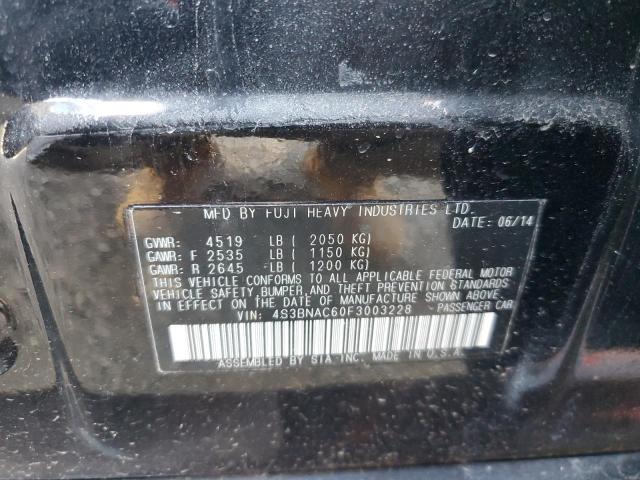 MFD BY FUJI HEAVY INDUSTRIES LTD.
DATE: 06/14
GVWR: 4519 LB ( 2050 KG)
GAWR: F 2535 LB ( 1150 KG)
GAWR: R 2645 LB ( 1200 KG)
THIS VEHICLE CONFORMS TO ALL APPLICABLE FEDERAL MOTOR
VEHICLE SAFETY, BUMPER, AND THEFT PREVENTION STANDARDS
IN EFFECT ON THE DATE OF MANUFACTURE SHOWN ABOVE.
VIN: 4S3BNAC60F3003228 PASSENGER CAR
ASSEMBLED BY SIA, INC. MADE IN U.S.A.